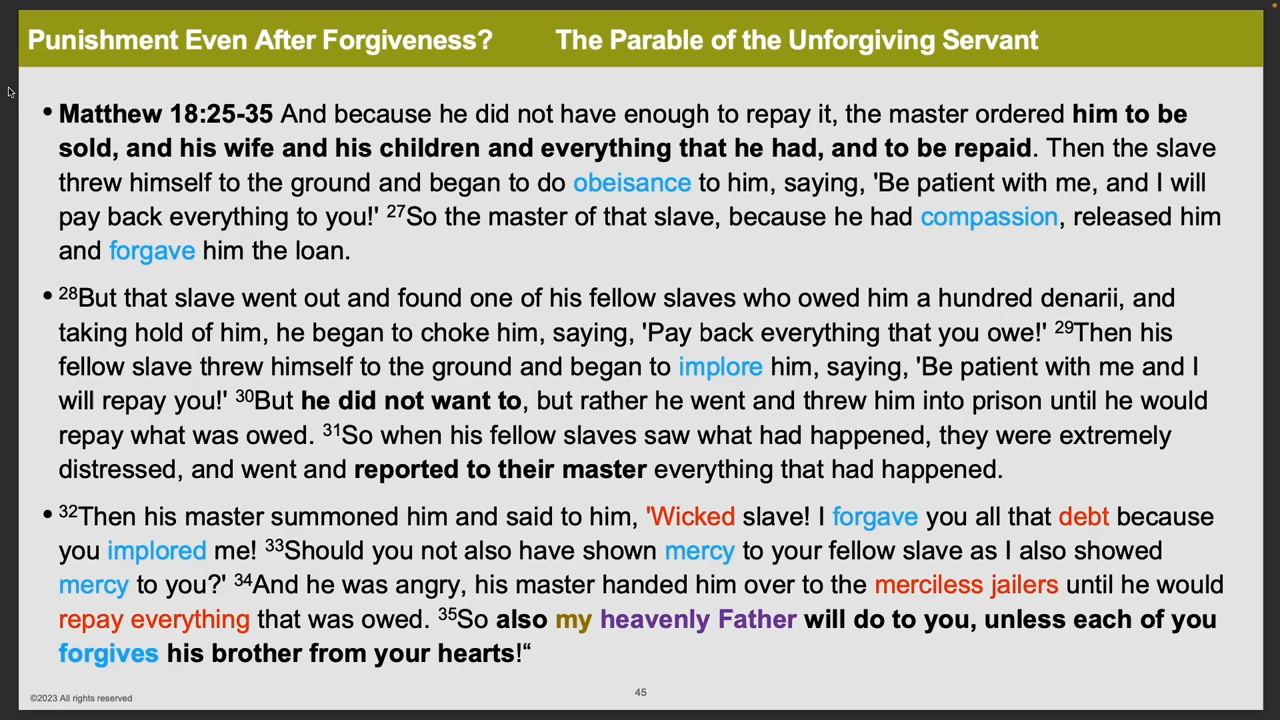 Punishment Even After Forgiveness? The Parable of the Unforgiving Servant
• Matthew 18:25-35 And because he did not have enough to repay it, the master ordered him to be
sold, and his wife and his children and everything that he had, and to be repaid. Then the slave
threw himself to the ground and began to do obeisance to him, saying, 'Be patient with me, and I will
pay back everything to you!' ²⁷So the master of that slave, because he had compassion, released him
and forgave him the loan.
• ²⁸But that slave went out and found one of his fellow slaves who owed him a hundred denarii, and
taking hold of him, he began to choke him, saying, 'Pay back everything that you owe!' ²⁹Then his
fellow slave threw himself to the ground and began to implore him, saying, 'Be patient with me and I
will repay you!' ³⁰But he did not want to, but rather he went and threw him into prison until he would
repay what was owed. ³¹So when his fellow slaves saw what had happened, they were extremely
distressed, and went and reported to their master everything that had happened.
• ³²Then his master summoned him and said to him, 'Wicked slave! I forgave you all that debt because
you implored me! ³³Should you not also have shown mercy to your fellow slave as I also showed
mercy to you?' ³⁴And he was angry, his master handed him over to the merciless jailers until he would
repay everything that was owed. ³⁵So also my heavenly Father will do to you, unless each of you
forgives his brother from your hearts!“
©2023 All rights reserved
45